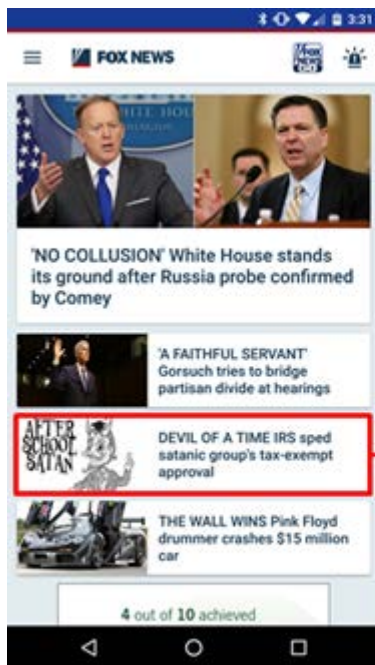 3:31
FOX NEWS
FOX
NEWS
GO
'NO COLLUSION' White House stands
its ground after Russia probe confirmed
by Comey
'A FAITHFUL SERVANT'
Gorsuch tries to bridge
partisan divide at hearings
AFTER
SCHOOL
SATAN
DEVIL OF A TIME IRS sped
satanic group's tax-exempt
approval
THE WALL WINS Pink Floyd
drummer crashes $15 million
car
4 out of 10 achieved